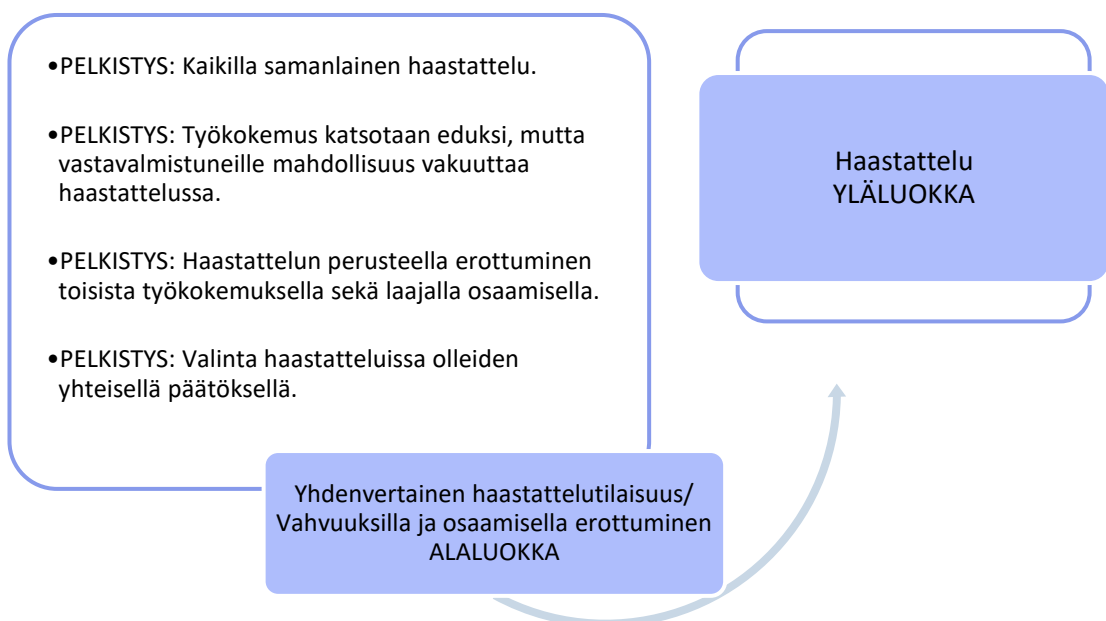 •PELKISTYS: Kaikilla samanlainen haastattelu.
•PELKISTYS: Työkokemus katsotaan eduksi, mutta
vastavalmistuneille mahdollisuus vakuuttaa
haastattelussa.
•PELKISTYS: Haastattelun perusteella erottuminen
toisista työkokemuksella sekä laajalla osaamisella.
•PELKISTYS: Valinta haastatteluissa olleiden
yhteisellä päätöksellä.
Yhdenvertainen haastattelutilaisuus/
Vahvuuksilla ja osaamisella erottuminen
ALALUOKKA
Haastattelu
YLÄLUOKKA